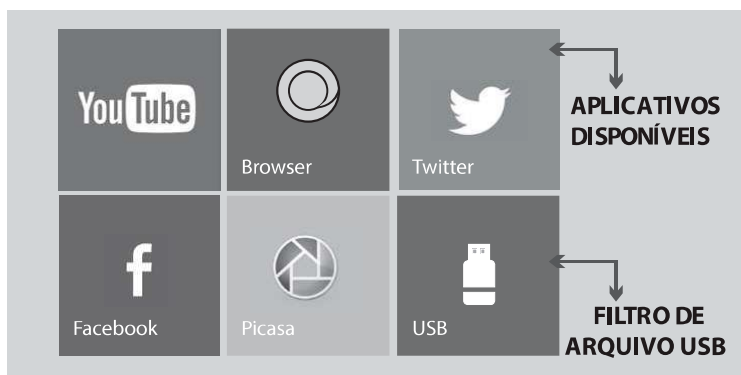 YouTube
Browser
Twitter
APLICATIVOS
DISPONÍVEIS
f
Facebook
Picasa
USB
FILTRO DE
ARQUIVO USB